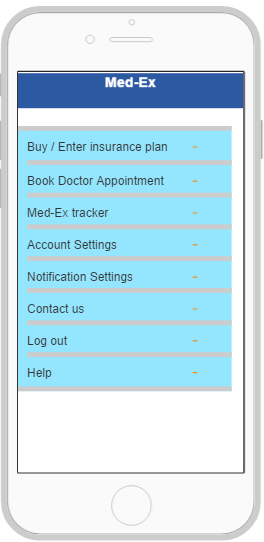 Med-Ex
Buy / Enter insurance plan -
Book Doctor Appointment -
Med-Ex tracker -
Account Settings -
Notification Settings -
Contact us -
Log out -
Help -